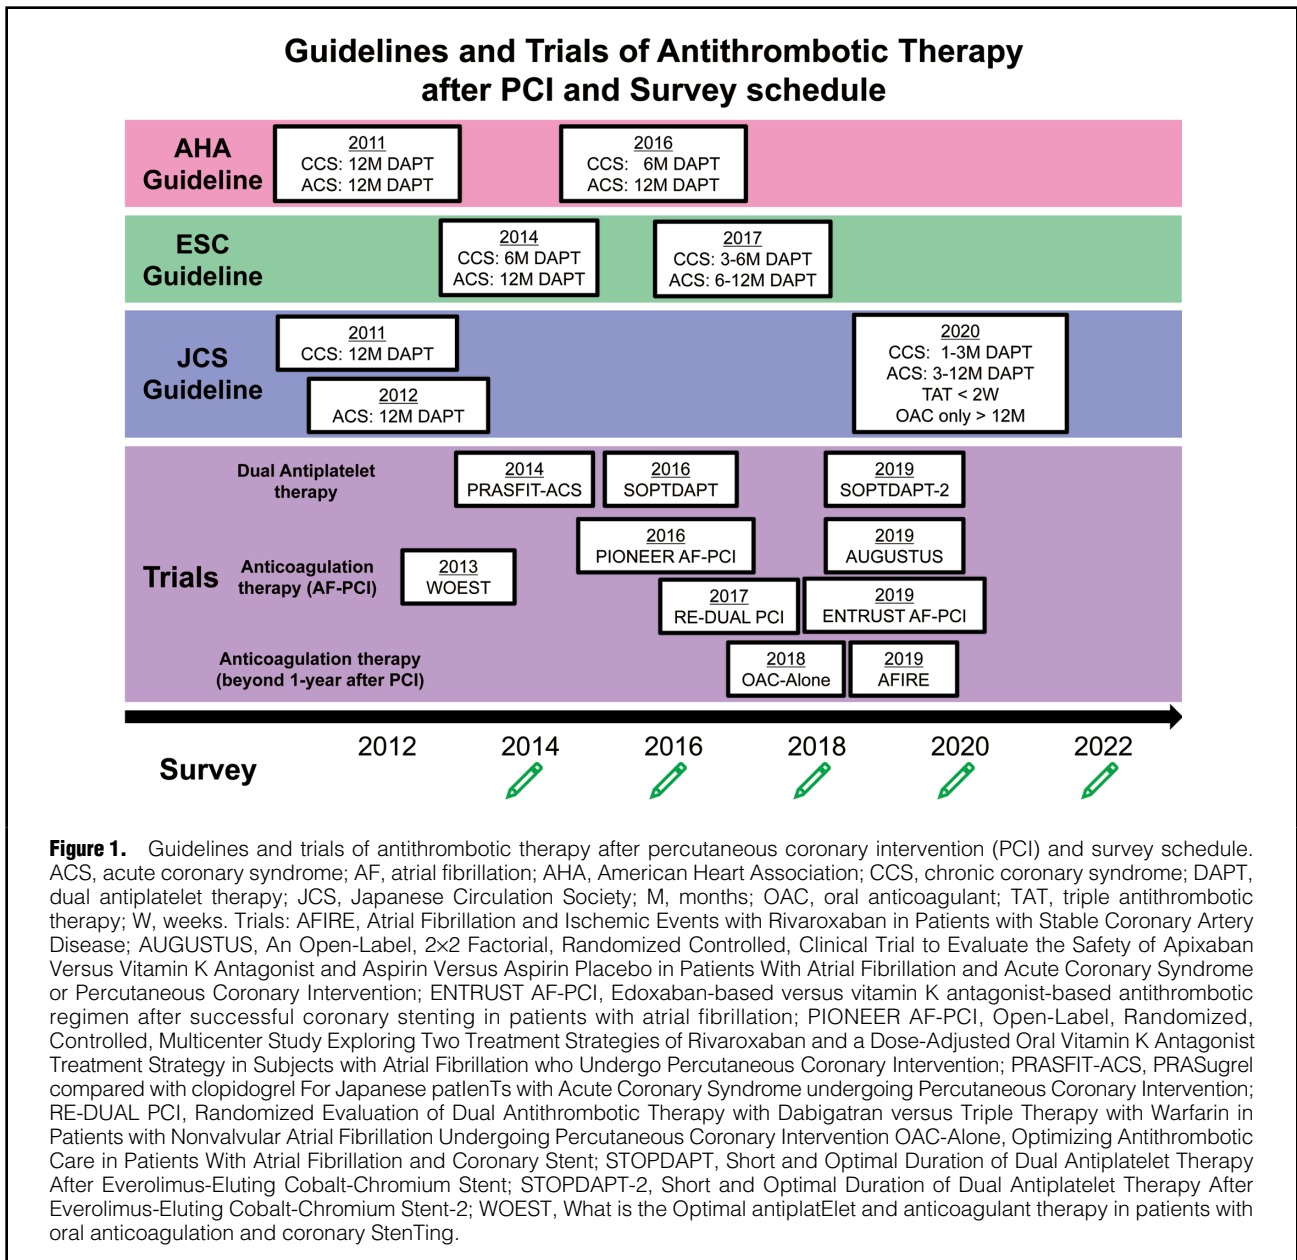 Guidelines and Trials of Antithrombotic Therapy
after PCI and Survey schedule
AHA
Guideline
2011
CCS: 12M DAPT
ACS: 12M DAPT
2016
CCS: 6M DAPT
ACS: 12M DAPT
ESC
Guideline
2014
CCS: 6M DAPT
ACS: 12M DAPT
2017
CCS: 3-6M DAPT
ACS: 6-12M DAPT
JCS
Guideline
2011
CCS: 12M DAPT
2012
ACS: 12M DAPT
2020
CCS: 1-3M DAPT
ACS: 3-12M DAPT
TAT < 2W
OAC only > 12M
Trials
Dual Antiplatelet
therapy
2014
PRASFIT-ACS
2016
SOPTDAPT
2019
SOPTDAPT-2
Anticoagulation
therapy (AF-PCI)
2013
WOEST
2016
PIONEER AF-PCI
2019
AUGUSTUS
2017
RE-DUAL PCI
2019
ENTRUST AF-PCI
Anticoagulation therapy
(beyond 1-year after PCI)
2018
OAC-Alone
2019
AFIRE
Survey
2012 2014 2016 2018 2020 2022
Figure 1. Guidelines and trials of antithrombotic therapy after percutaneous coronary intervention (PCI) and survey schedule.
ACS, acute coronary syndrome; AF, atrial fibrillation; AHA, American Heart Association; CCS, chronic coronary syndrome; DAPT,
dual antiplatelet therapy; JCS, Japanese Circulation Society; M, months; OAC, oral anticoagulant; TAT, triple antithrombotic
therapy; W, weeks. Trials: AFIRE, Atrial Fibrillation and Ischemic Events with Rivaroxaban in Patients with Stable Coronary Artery
Disease; AUGUSTUS, An Open-Label, 2×2 Factorial, Randomized Controlled, Clinical Trial to Evaluate the Safety of Apixaban
Versus Vitamin K Antagonist and Aspirin Versus Aspirin Placebo in Patients With Atrial Fibrillation and Acute Coronary Syndrome
or Percutaneous Coronary Intervention; ENTRUST AF-PCI, Edoxaban-based versus vitamin K antagonist-based antithrombotic
regimen after successful coronary stenting in patients with atrial fibrillation; PIONEER AF-PCI, Open-Label, Randomized,
Controlled, Multicenter Study Exploring Two Treatment Strategies of Rivaroxaban and a Dose-Adjusted Oral Vitamin K Antagonist
Treatment Strategy in Subjects with Atrial Fibrillation who Undergo Percutaneous Coronary Intervention; PRASFIT-ACS, PRASugrel
compared with clopidogrel For Japanese patIenTs with Acute Coronary Syndrome undergoing Percutaneous Coronary Intervention;
RE-DUAL PCI, Randomized Evaluation of Dual Antithrombotic Therapy with Dabigatran versus Triple Therapy with Warfarin in
Patients with Nonvalvular Atrial Fibrillation Undergoing Percutaneous Coronary Intervention OAC-Alone, Optimizing Antithrombotic
Care in Patients With Atrial Fibrillation and Coronary Stent; STOPDAPT, Short and Optimal Duration of Dual Antiplatelet Therapy
After Everolimus-Eluting Cobalt-Chromium Stent; STOPDAPT-2, Short and Optimal Duration of Dual Antiplatelet Therapy After
Everolimus-Eluting Cobalt-Chromium Stent-2; WOEST, What is the Optimal antiplatElet and anticoagulant therapy in patients with
oral anticoagulation and coronary StenTing.